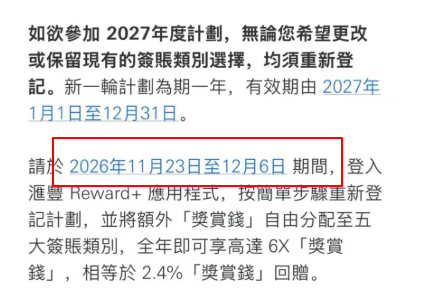 如欲參加 2027年度計劃，無論您希望更改
或保留現有的簽賬類別選擇，均須重新登
記。新一輪計劃為期一年，有效期由 2027年
1月1日至12月31日。
請於 2026年11月23日至12月6日 期間，登入
滙豐 Reward+ 應用程式，按簡單步驟重新登
記計劃，並將額外「獎賞錢」自由分配至五
大簽賬類別，全年即可享高達 6X「獎賞
錢」，相等於 2.4%「獎賞錢」回贈。